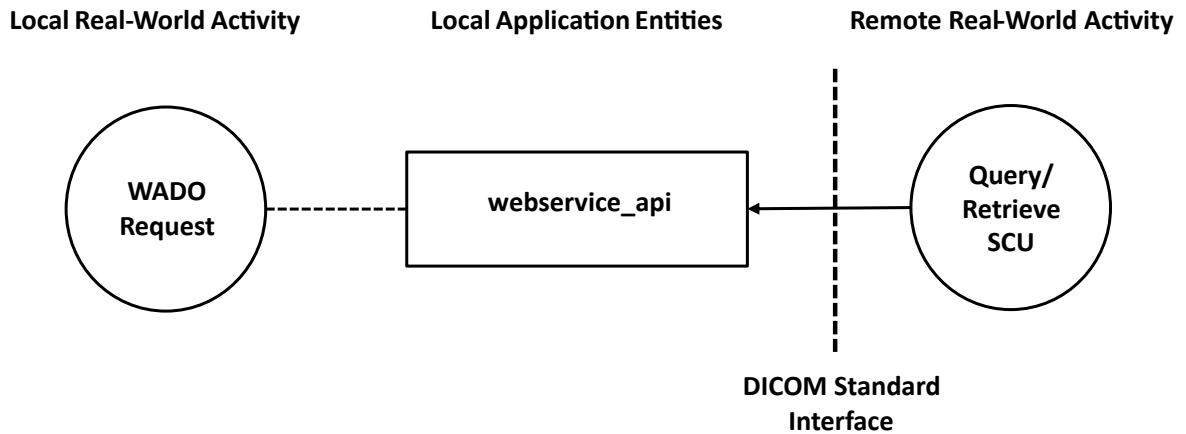 Local Real-World Activity
Local Application Entities
Remote Real-World Activity
WADO
Request
webservice_api
Query/
Retrieve
SCU
DICOM Standard
Interface